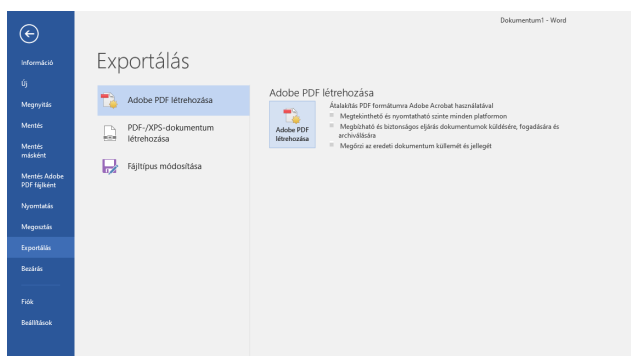 Dokumentum1 - Word
Információ
Új
Megnyitás
Mentés
Mentés
másként
Mentés Adobe
PDF fájlként
Nyomtatás
Megosztás
Exportálás
Bezárás
Fiók
Beállítások
Exportálás
Adobe PDF létrehozása
PDF-/XPS-dokumentum
létrehozása
Fájltípus módosítása
Adobe PDF létrehozása
Adobe PDF
létrehozása
Átalakítás PDF formátumra Adobe Acrobat használatával
Megtekinthető és nyomtatható szinte minden platformon
Megbízható és biztonságos eljárás dokumentumok küldésére, fogadására és
archiválására
Megőrzi az eredeti dokumentum küllemét és jellegét